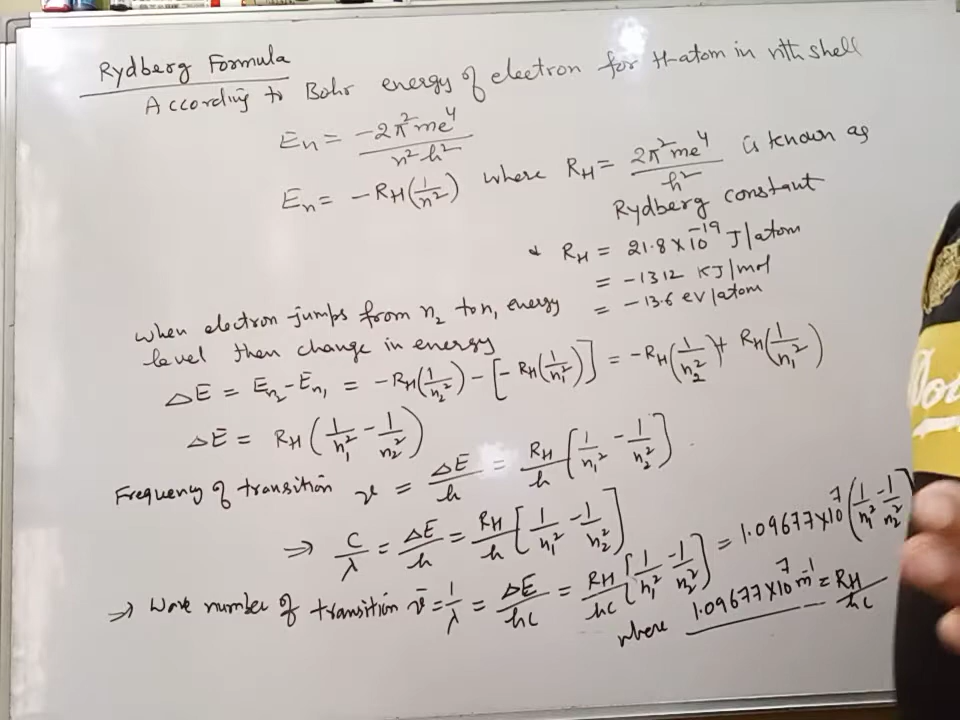 Rydberg Formula
According to Bohr energy of electron for H-atom in nth shell
En = -2π²me⁴/n²h²
En = -RH(1/n²) where RH = 2π²me⁴/h² is known as
Rydberg constant
& RH = 21.8×10⁻¹⁹ J/atom
= -1312 KJ/mol
= -13.6 eV/atom
when electron jumps from n₂ to n₁ energy
level then change in energy
△E = En₂-En₁ = -RH(1/n₂²) - [-RH(1/n₁²)] = -RH(1/n₂²) + RH(1/n₁²)
△E = RH(1/n₁² - 1/n₂²)
Frequency of transition ν = △E/h = RH/h [1/n₁² - 1/n₂²]
⇒ c/λ = △E/h = RH/h [1/n₁² - 1/n₂²]
⇒ Wave number of transition ν̄ = 1/λ = △E/hc = RH/hc [1/n₁² - 1/n₂²] = 1.09677×10⁷ (1/n₁² - 1/n₂²)
where 1.09677×10⁷ m⁻¹ = RH/hc